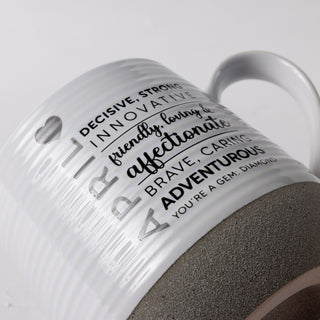 APRIL
DECISIVE, STRONG
INNOVATIVE
friendly, loving &
affectionate
BRAVE, CARING
ADVENTUROUS
YOU'RE A GEM. DIAMOND